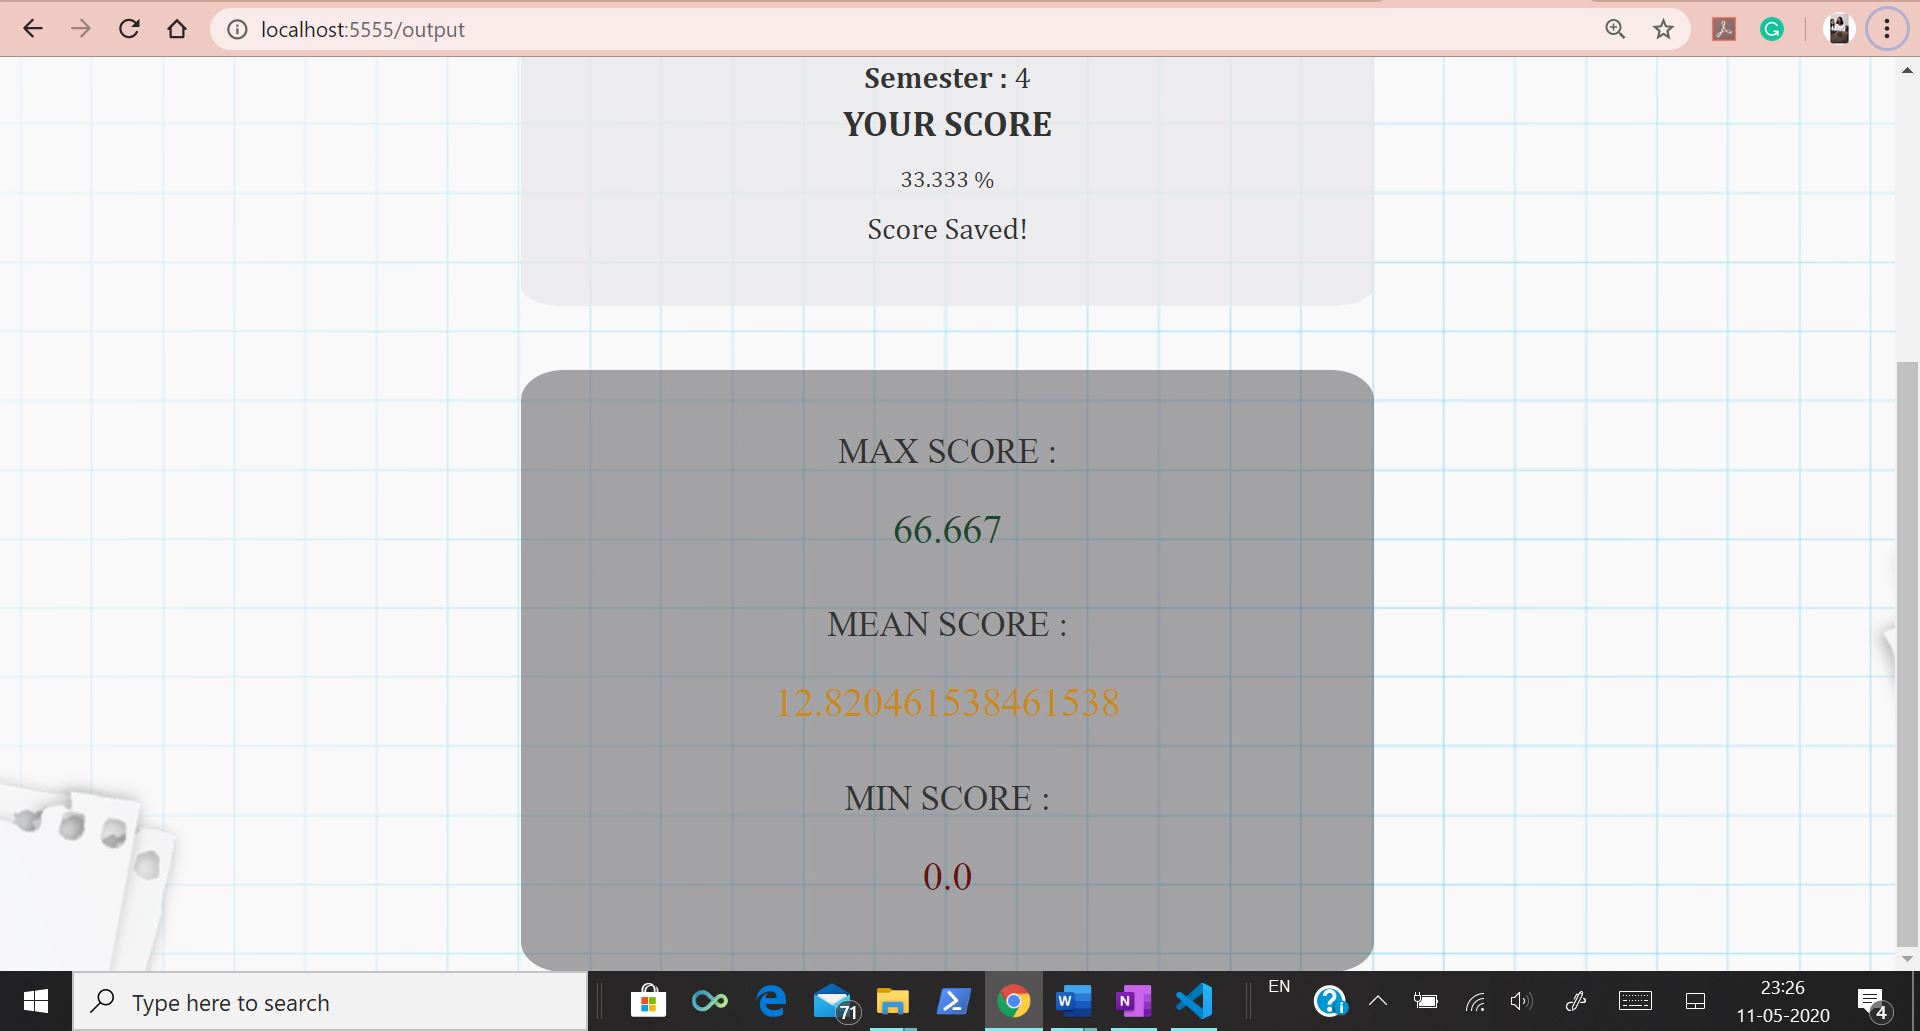 localhost:5555/output
Semester : 4
YOUR SCORE
33.333 %
Score Saved!
MAX SCORE :
66.667
MEAN SCORE :
12.820461538461538
MIN SCORE :
0.0
Type here to search
71
W
N
EN
23:26
11-05-2020
4